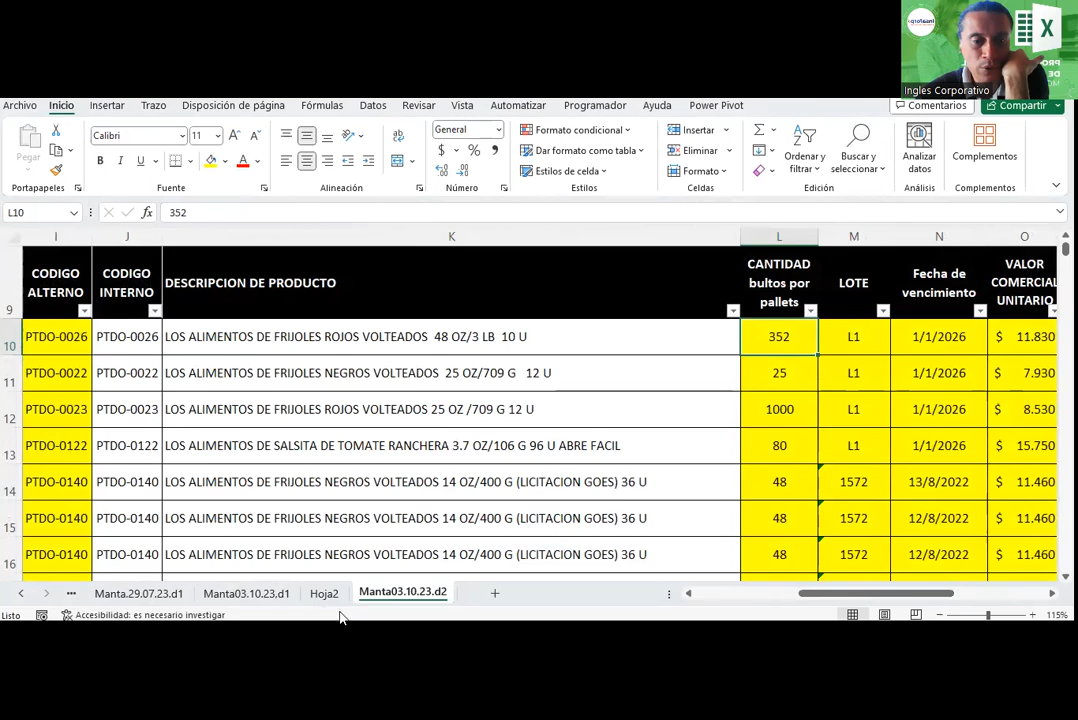 Ingles Corporativo
Archivo Inicio Insertar Trazo Disposición de página Fórmulas Datos Revisar Vista Automatizar Programador Ayuda Power Pivot Comentarios Compartir
Pegar
Calibri 11
General
Formato condicional
Dar formato como tabla
Estilos de celda
Insertar
Eliminar
Formato
Ordenar y filtrar
Buscar y seleccionar
Analizar datos
Complementos
Portapapeles Fuente Alineación Número Estilos Celdas Edición Análisis Complementos
L10 fx 352
I J K L M N O
9 CODIGO ALTERNO CODIGO INTERNO DESCRIPCION DE PRODUCTO CANTIDAD bultos por pallets LOTE Fecha de vencimiento VALOR COMERCIAL UNITARIO
10 PTDO-0026 PTDO-0026 LOS ALIMENTOS DE FRIJOLES ROJOS VOLTEADOS 48 OZ/3 LB 10 U 352 L1 1/1/2026 $ 11.830
11 PTDO-0022 PTDO-0022 LOS ALIMENTOS DE FRIJOLES NEGROS VOLTEADOS 25 OZ/709 G 12 U 25 L1 1/1/2026 $ 7.930
12 PTDO-0023 PTDO-0023 LOS ALIMENTOS DE FRIJOLES ROJOS VOLTEADOS 25 OZ /709 G 12 U 1000 L1 1/1/2026 $ 8.530
13 PTDO-0122 PTDO-0122 LOS ALIMENTOS DE SALSITA DE TOMATE RANCHERA 3.7 OZ/106 G 96 U ABRE FACIL 80 L1 1/1/2026 $ 15.750
14 PTDO-0140 PTDO-0140 LOS ALIMENTOS DE FRIJOLES NEGROS VOLTEADOS 14 OZ/400 G (LICITACION GOES) 36 U 48 1572 13/8/2022 $ 11.460
15 PTDO-0140 PTDO-0140 LOS ALIMENTOS DE FRIJOLES NEGROS VOLTEADOS 14 OZ/400 G (LICITACION GOES) 36 U 48 1572 12/8/2022 $ 11.460
16 PTDO-0140 PTDO-0140 LOS ALIMENTOS DE FRIJOLES NEGROS VOLTEADOS 14 OZ/400 G (LICITACION GOES) 36 U 48 1572 12/8/2022 $ 11.460
Manta.29.07.23.d1 Manta03.10.23,d1 Hoja2 Manta03.10.23.d2
Listo Accesibilidad: es necesario investigar 115%